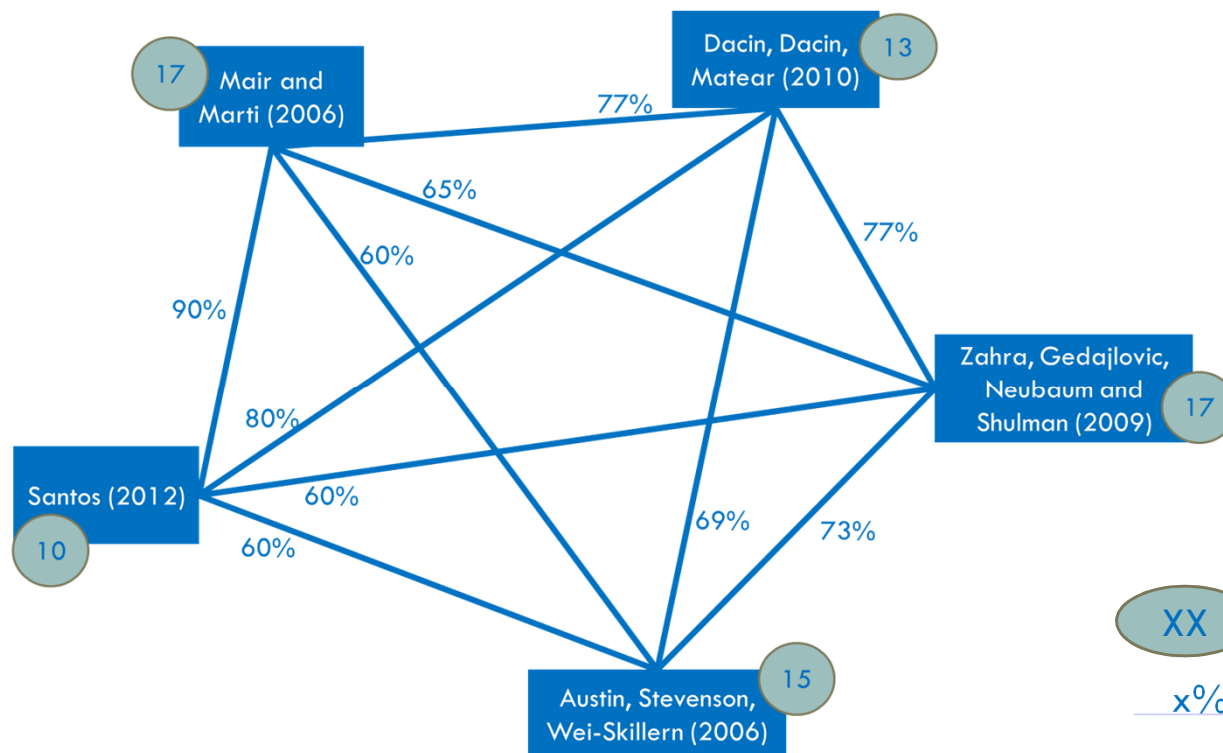 17
Mair and
Marti (2006)
Dacin, Dacin,
Matear (2010)
13
77%
65%
60%
77%
90%
Zahra, Gedajlovic,
Neubaum and
Shulman (2009)
17
80%
Santos (2012)
10
60%
60%
69%
73%
Austin, Stevenson,
Wei-Skillern (2006)
15
XX
x%